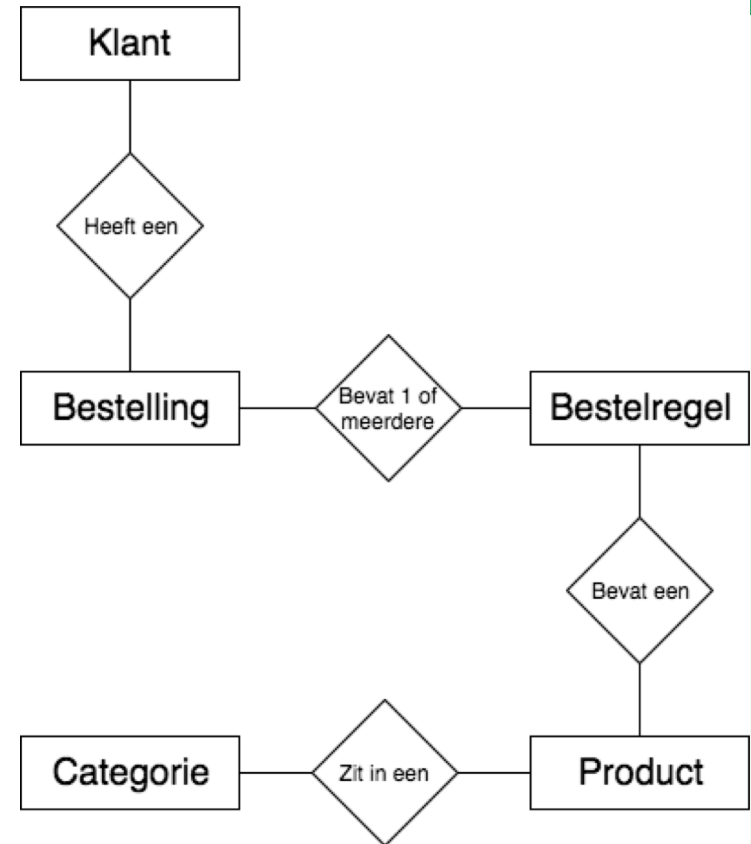 Klant
Heeft een
Bestelling
Bevat 1 of
meerdere
Bestelregel
Bevat een
Categorie
Zit in een
Product